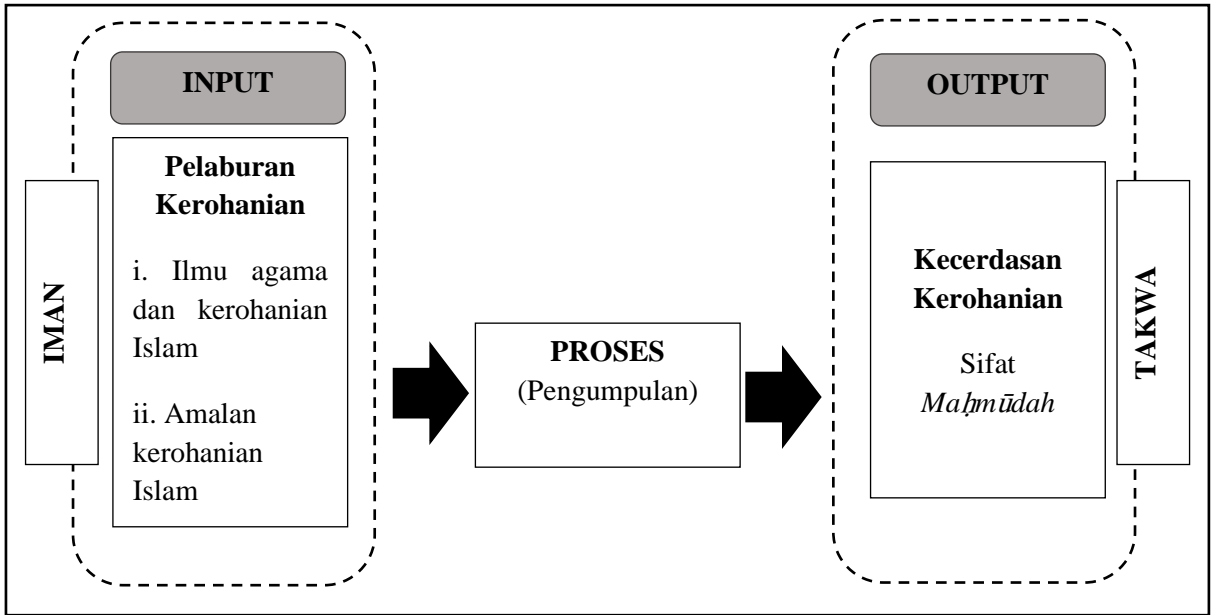 INPUT
IMAN
Pelaburan
Kerohanian
i. Ilmu agama
dan kerohanian
Islam
ii. Amalan
kerohanian
Islam
PROSES
(Pengumpulan)
OUTPUT
Kecerdasan
Kerohanian
Sifat
Maḥmūdah
TAKWA